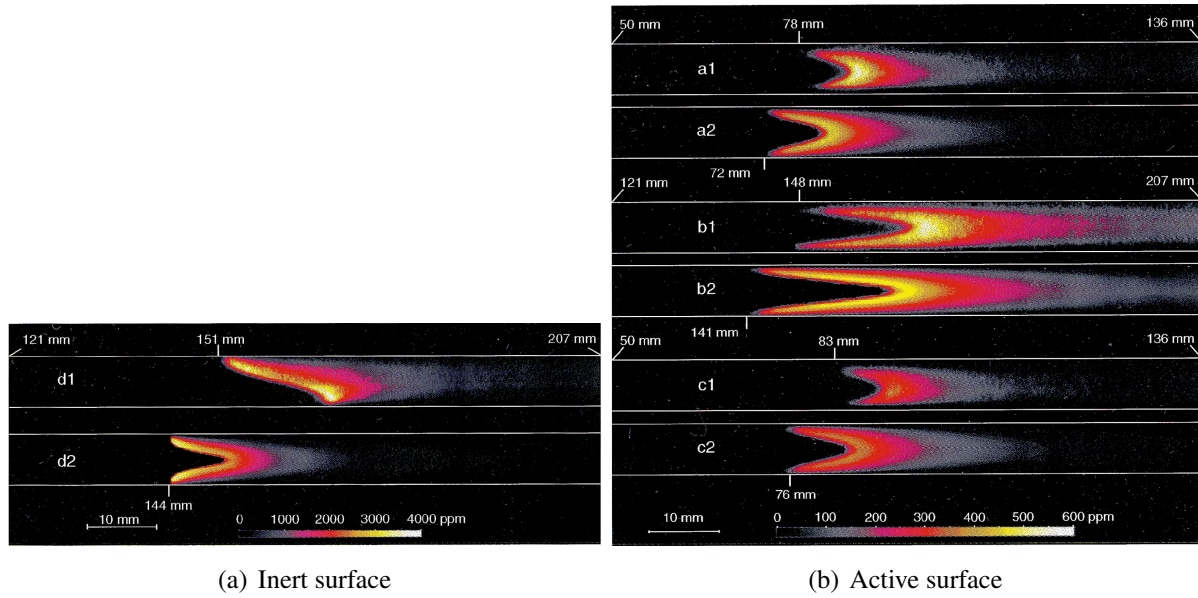 50 mm 78 mm 136 mm
a1
a2
72 mm
121 mm 148 mm 207 mm
b1
b2
141 mm
50 mm 83 mm 136 mm
c1
c2
76 mm
10 mm 0 100 200 300 400 500 600 ppm
121 mm 151 mm 207 mm
d1
d2
144 mm
10 mm 0 1000 2000 3000 4000 ppm
(a) Inert surface
(b) Active surface